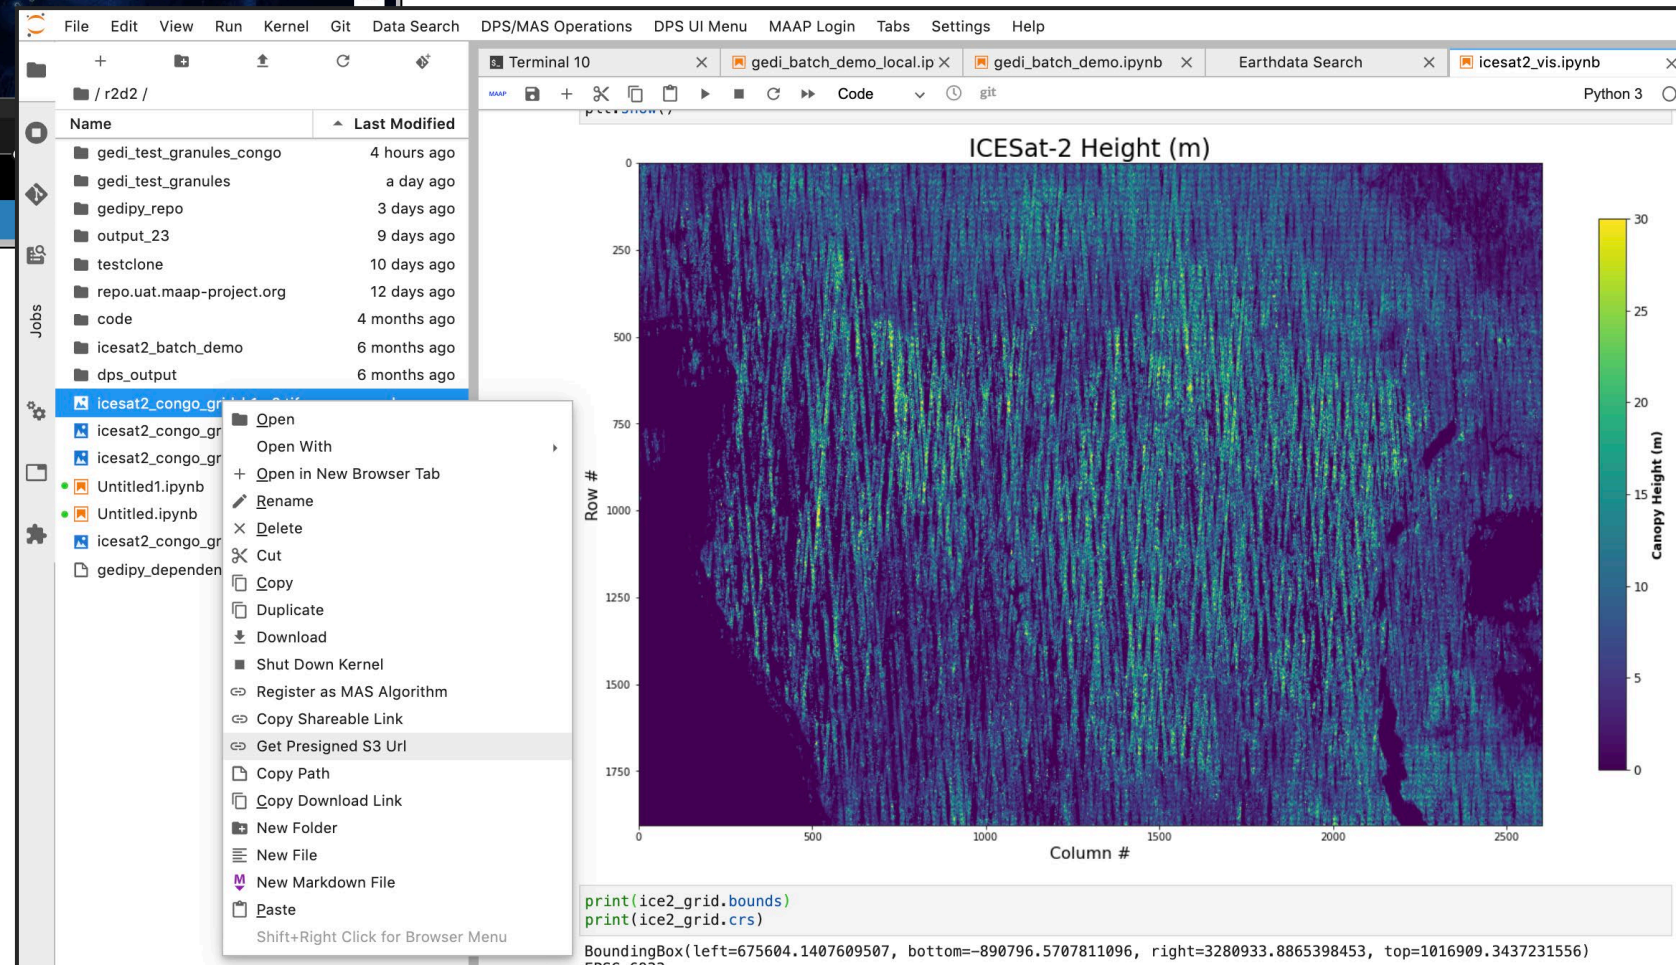 File Edit View Run Kernel Git Data Search DPS/MAS Operations DPS UI Menu MAAP Login Tabs Settings Help
Terminal 10
gedi_batch_demo_local.ip
gedi_batch_demo.ipynb
Earthdata Search
icesat2_vis.ipynb
/ r2d2 /
MAAP
Code
git
Python 3
Name Last Modified
gedi_test_granules_congo 4 hours ago
gedi_test_granules a day ago
gedipy_repo 3 days ago
output_23 9 days ago
testclone 10 days ago
repo.uat.maap-project.org 12 days ago
code 4 months ago
icesat2_batch_demo 6 months ago
dps_output 6 months ago
icesat2_congo_gr
icesat2_congo_gr
icesat2_congo_gr
Untitled1.ipynb
Untitled.ipynb
icesat2_congo_gr
gedipy_dependen
Jobs
Open
Open With
Open in New Browser Tab
Rename
Delete
Cut
Copy
Duplicate
Download
Shut Down Kernel
Register as MAS Algorithm
Copy Shareable Link
Get Presigned S3 Url
Copy Path
Copy Download Link
New Folder
New File
New Markdown File
Paste
Shift+Right Click for Browser Menu
ICESat-2 Height (m)
0
250
500
750
1000
1250
1500
1750
Row #
0 500 1000 1500 2000 2500
Column #
30
25
20
15
10
5
0
Canopy Height (m)
print(ice2_grid.bounds)
print(ice2_grid.crs)
BoundingBox(left=675604.1407609507, bottom=-890796.5707811096, right=3280933.8865398453, top=1016909.3437231556)